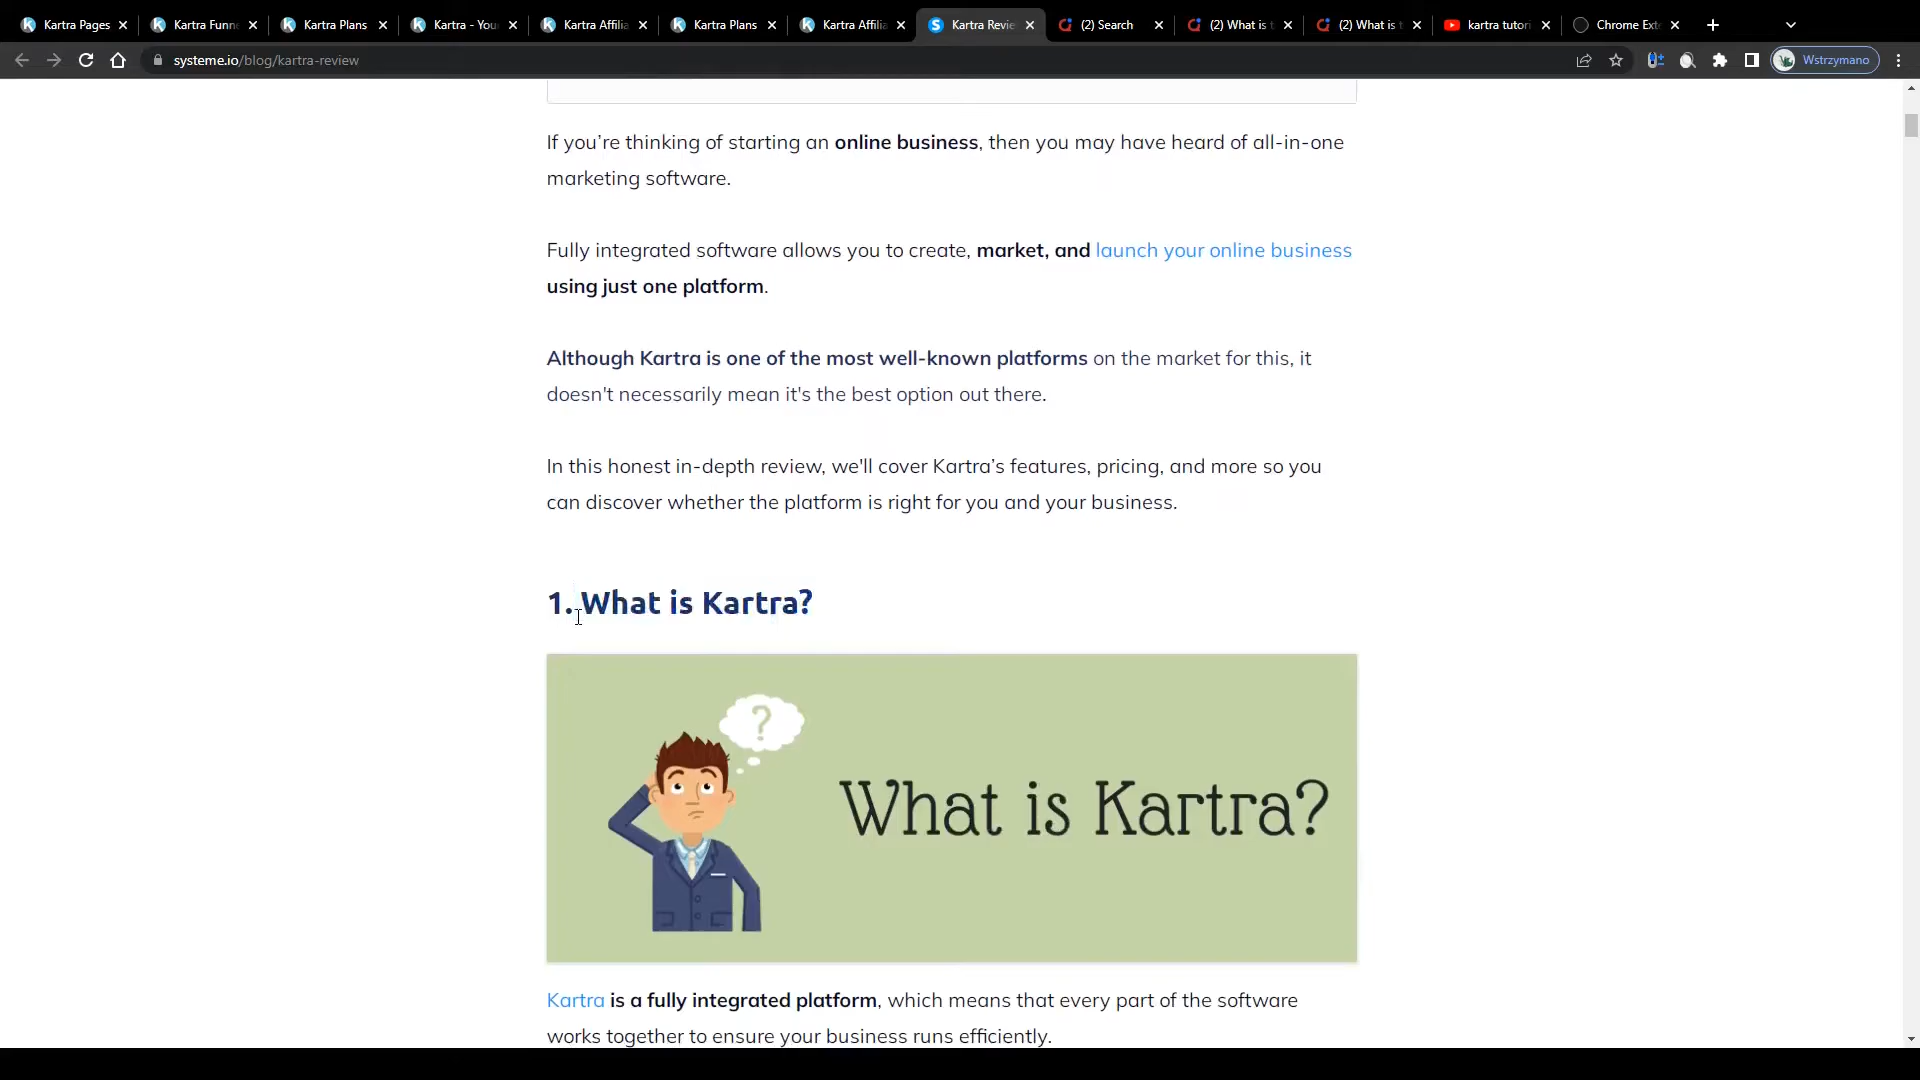 Kartra Pages
Kartra Funne
Kartra Plans
Kartra - You
Kartra Affilia
Kartra Plans
Kartra Affilia
Kartra Revie
(2) Search
(2) What is t
(2) What is t
kartra tutori
Chrome Exte
systeme.io/blog/kartra-review
Wstrzymano
If you’re thinking of starting an online business, then you may have heard of all-in-one
marketing software.
Fully integrated software allows you to create, market, and launch your online business
using just one platform.
Although Kartra is one of the most well-known platforms on the market for this, it
doesn't necessarily mean it's the best option out there.
In this honest in-depth review, we'll cover Kartra’s features, pricing, and more so you
can discover whether the platform is right for you and your business.
1. What is Kartra?
?
What is Kartra?
Kartra is a fully integrated platform, which means that every part of the software
works together to ensure your business runs efficiently.